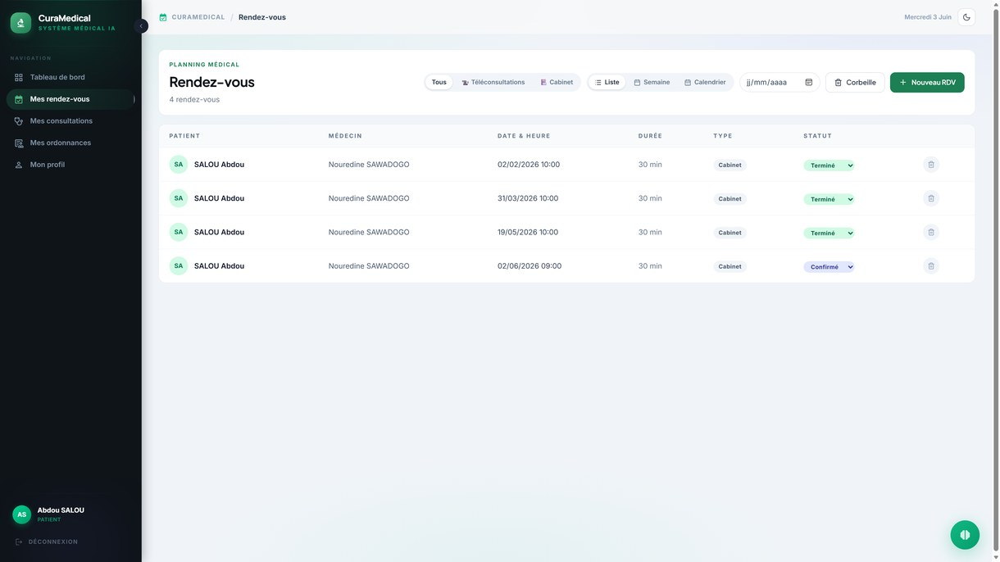 CuraMedical
SYSTÈME MÉDICAL IA
NAVIGATION
Tableau de bord
Mes rendez-vous
Mes consultations
Mes ordonnances
Mon profil
Abdou SALOU
AS
PATIENT
DÉCONNEXION
CURAMEDICAL / Rendez-vous
Mercredi 3 Juin
PLANNING MÉDICAL
Rendez-vous
4 rendez-vous
Tous Téléconsultations Cabinet Liste Semaine Calendrier jj/mm/aaaa Corbeille + Nouveau RDV
PATIENT MÉDECIN DATE & HEURE DURÉE TYPE STATUT
SA SALOU Abdou Nouredine SAWADOGO 02/02/2026 10:00 30 min Cabinet Terminé
SA SALOU Abdou Nouredine SAWADOGO 31/03/2026 10:00 30 min Cabinet Terminé
SA SALOU Abdou Nouredine SAWADOGO 19/05/2026 10:00 30 min Cabinet Terminé
SA SALOU Abdou Nouredine SAWADOGO 02/06/2026 09:00 30 min Cabinet Confirmé